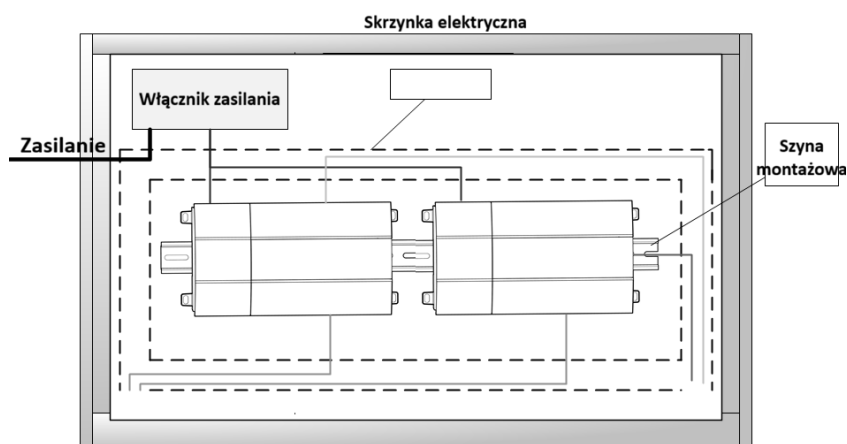 Skrzynka elektryczna
Włącznik zasilania
Zasilanie
Szyna
montażowa